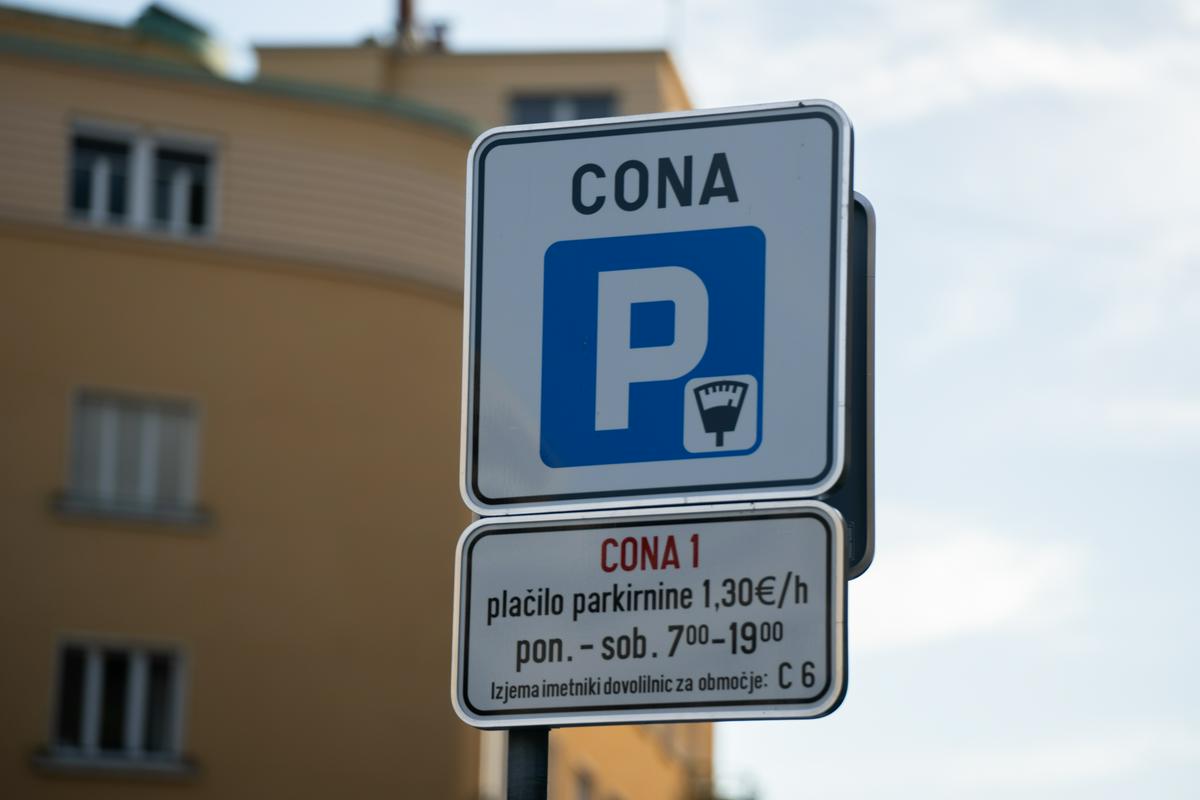 CONA
P
CONA 1
plačilo parkirnine 1,30€/h
pon. - sob. 7⁰⁰-19⁰⁰
Izjema imetniki dovolilnic za območje: C 6